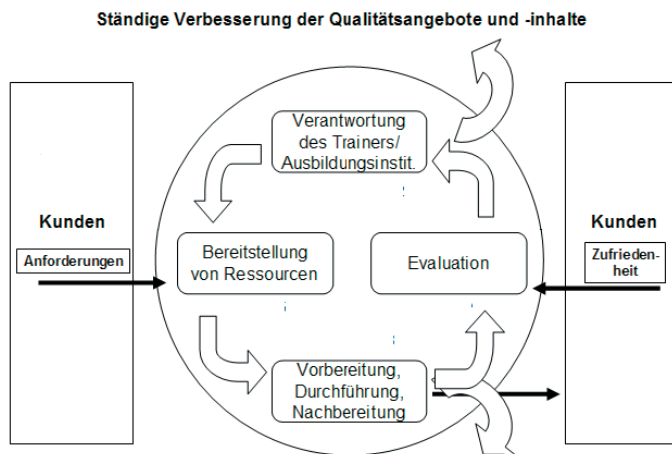 Ständige Verbesserung der Qualitätsangebote und -inhalte
Verantwortung
des Trainers/
Ausbildungsinstit.
Kunden
Anforderungen
Bereitstellung
von Ressourcen
Evaluation
Kunden
Zufrieden-
heit
Vorbereitung,
Durchführung,
Nachbereitung